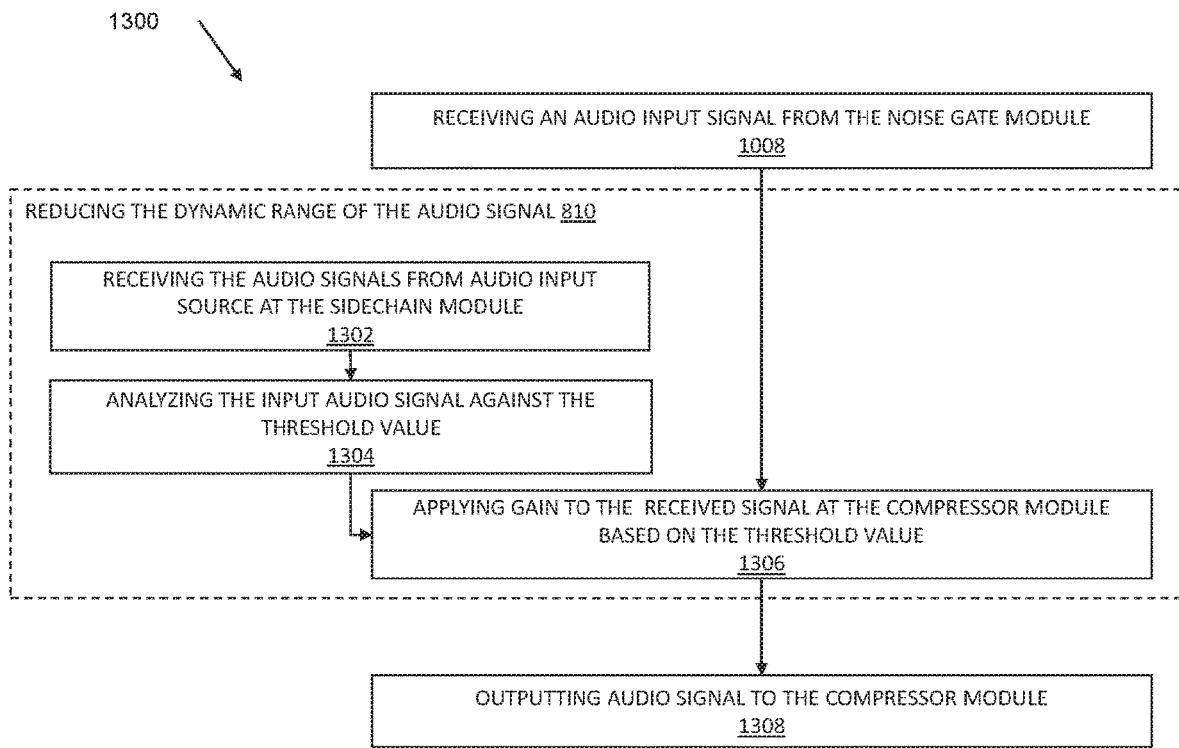 1300
RECEIVING AN AUDIO INPUT SIGNAL FROM THE NOISE GATE MODULE
1008
REDUCING THE DYNAMIC RANGE OF THE AUDIO SIGNAL 810
RECEIVING THE AUDIO SIGNALS FROM AUDIO INPUT
SOURCE AT THE SIDECHAIN MODULE
1302
ANALYZING THE INPUT AUDIO SIGNAL AGAINST THE
THRESHOLD VALUE
1304
APPLYING GAIN TO THE RECEIVED SIGNAL AT THE COMPRESSOR MODULE
BASED ON THE THRESHOLD VALUE
1306
OUTPUTTING AUDIO SIGNAL TO THE COMPRESSOR MODULE
1308